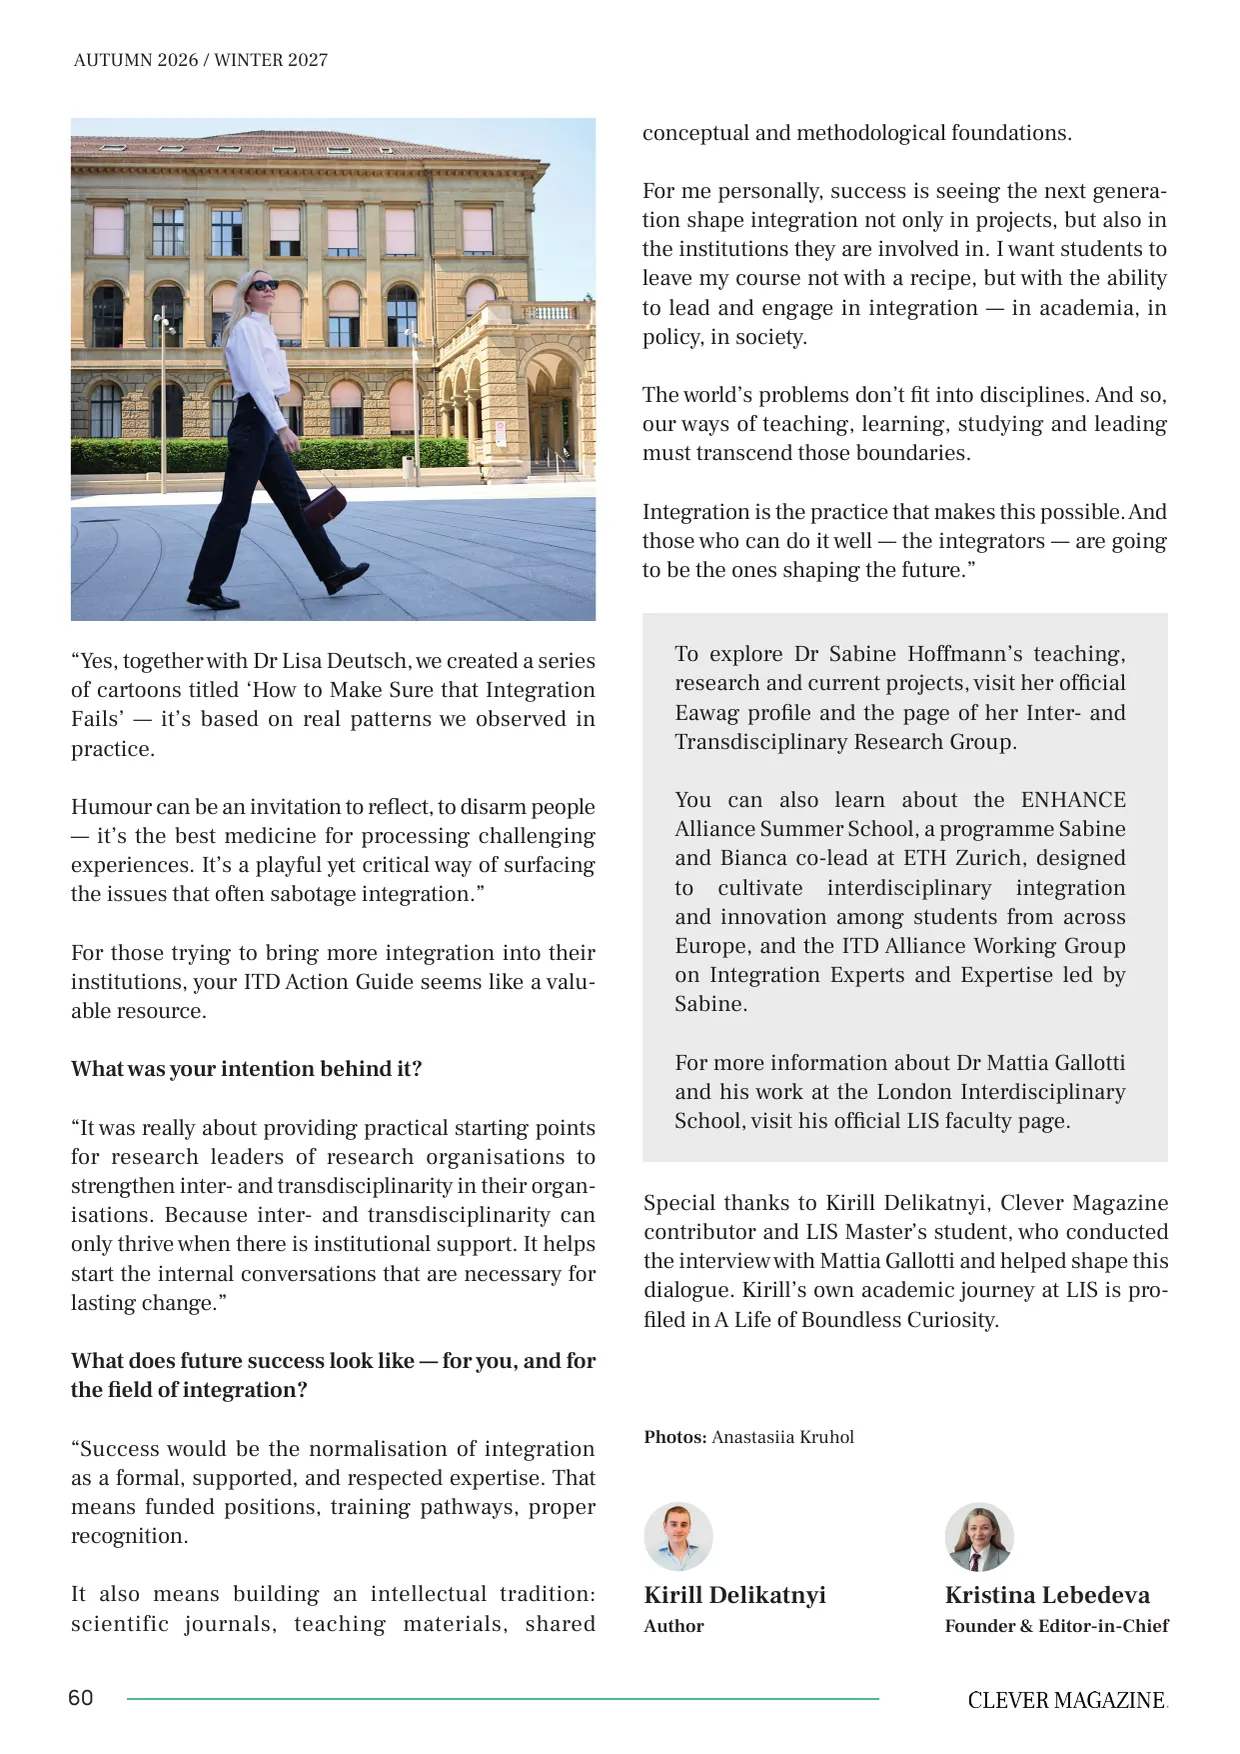 AUTUMN 2026 / WINTER 2027
“Yes, together with Dr Lisa Deutsch, we created a series
of cartoons titled ‘How to Make Sure that Integration
Fails’ — it’s based on real patterns we observed in
practice.
Humour can be an invitation to reflect, to disarm people
— it’s the best medicine for processing challenging
experiences. It’s a playful yet critical way of surfacing
the issues that often sabotage integration.”
For those trying to bring more integration into their
institutions, your ITD Action Guide seems like a valu-
able resource.
What was your intention behind it?
“It was really about providing practical starting points
for research leaders of research organisations to
strengthen inter- and transdisciplinarity in their organ-
isations. Because inter- and transdisciplinarity can
only thrive when there is institutional support. It helps
start the internal conversations that are necessary for
lasting change.”
What does future success look like — for you, and for
the field of integration?
“Success would be the normalisation of integration
as a formal, supported, and respected expertise. That
means funded positions, training pathways, proper
recognition.
It also means building an intellectual tradition:
scientific journals, teaching materials, shared
conceptual and methodological foundations.
For me personally, success is seeing the next genera-
tion shape integration not only in projects, but also in
the institutions they are involved in. I want students to
leave my course not with a recipe, but with the ability
to lead and engage in integration — in academia, in
policy, in society.
The world’s problems don’t fit into disciplines. And so,
our ways of teaching, learning, studying and leading
must transcend those boundaries.
Integration is the practice that makes this possible. And
those who can do it well — the integrators — are going
to be the ones shaping the future.”
To explore Dr Sabine Hoffmann’s teaching,
research and current projects, visit her official
Eawag profile and the page of her Inter- and
Transdisciplinary Research Group.
You can also learn about the ENHANCE
Alliance Summer School, a programme Sabine
and Bianca co-lead at ETH Zurich, designed
to cultivate interdisciplinary integration
and innovation among students from across
Europe, and the ITD Alliance Working Group
on Integration Experts and Expertise led by
Sabine.
For more information about Dr Mattia Gallotti
and his work at the London Interdisciplinary
School, visit his official LIS faculty page.
Special thanks to Kirill Delikatnyi, Clever Magazine
contributor and LIS Master’s student, who conducted
the interview with Mattia Gallotti and helped shape this
dialogue. Kirill’s own academic journey at LIS is pro-
filed in A Life of Boundless Curiosity.
Photos: Anastasiia Kruhol
Kirill Delikatnyi
Author
Kristina Lebedeva
Founder & Editor-in-Chief
60
CLEVER MAGAZINE